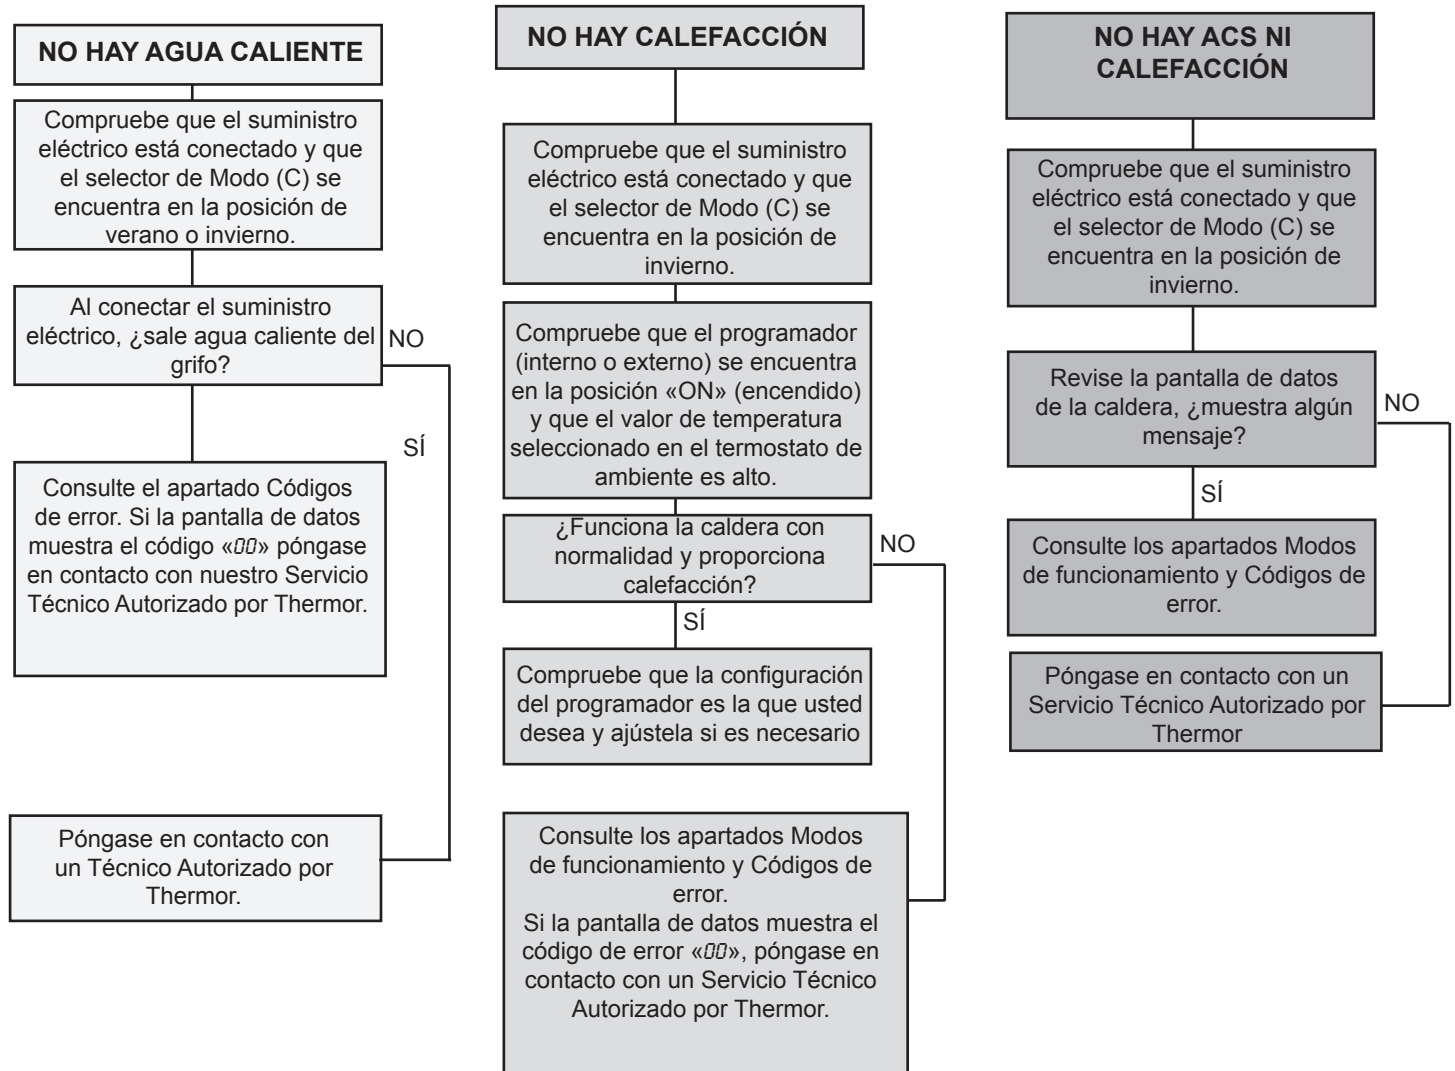 NO HAY AGUA CALIENTE
Compruebe que el suministro
eléctrico está conectado y que
el selector de Modo (C) se
encuentra en la posición de
verano o invierno.
Al conectar el suministro
eléctrico, ¿sale agua caliente del
grifo?
NO
SÍ
Consulte el apartado Códigos
de error. Si la pantalla de datos
muestra el código «00» póngase
en contacto con nuestro Servicio
Técnico Autorizado por Thermor.
Póngase en contacto con
un Técnico Autorizado por
Thermor.
NO HAY CALEFACCIÓN
Compruebe que el suministro
eléctrico está conectado y que
el selector de Modo (C) se
encuentra en la posición de
invierno.
Compruebe que el programador
(interno o externo) se encuentra
en la posición «ON» (encendido)
y que el valor de temperatura
seleccionado en el termostato de
ambiente es alto.
¿Funciona la caldera con
normalidad y proporciona
calefacción?
NO
SÍ
Compruebe que la configuración
del programador es la que usted
desea y ajústela si es necesario
Consulte los apartados Modos
de funcionamiento y Códigos de
error.
Si la pantalla de datos muestra el
código de error «00», póngase en
contacto con un Servicio Técnico
Autorizado por Thermor.
NO HAY ACS NI
CALEFACCIÓN
Compruebe que el suministro
eléctrico está conectado y que
el selector de Modo (C) se
encuentra en la posición de
invierno.
Revise la pantalla de datos
de la caldera, ¿muestra algún
mensaje?
NO
SÍ
Consulte los apartados Modos
de funcionamiento y Códigos de
error.
Póngase en contacto con un
Servicio Técnico Autorizado por
Thermor